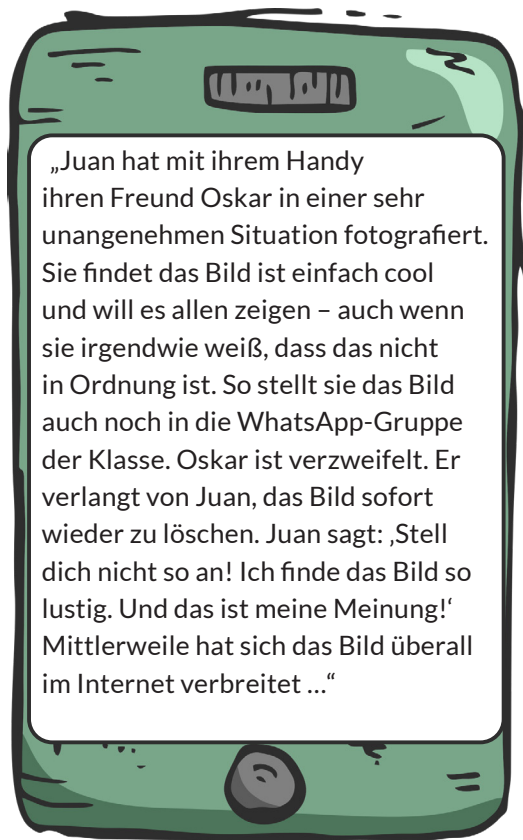 „Juan hat mit ihrem Handy
ihren Freund Oskar in einer sehr
unangenehmen Situation fotografiert.
Sie findet das Bild ist einfach cool
und will es allen zeigen – auch wenn
sie irgendwie weiß, dass das nicht
in Ordnung ist. So stellt sie das Bild
auch noch in die WhatsApp-Gruppe
der Klasse. Oskar ist verzweifelt. Er
verlangt von Juan, das Bild sofort
wieder zu löschen. Juan sagt: ‚Stell
dich nicht so an! Ich finde das Bild so
lustig. Und das ist meine Meinung!‘
Mittlerweile hat sich das Bild überall
im Internet verbreitet ...“